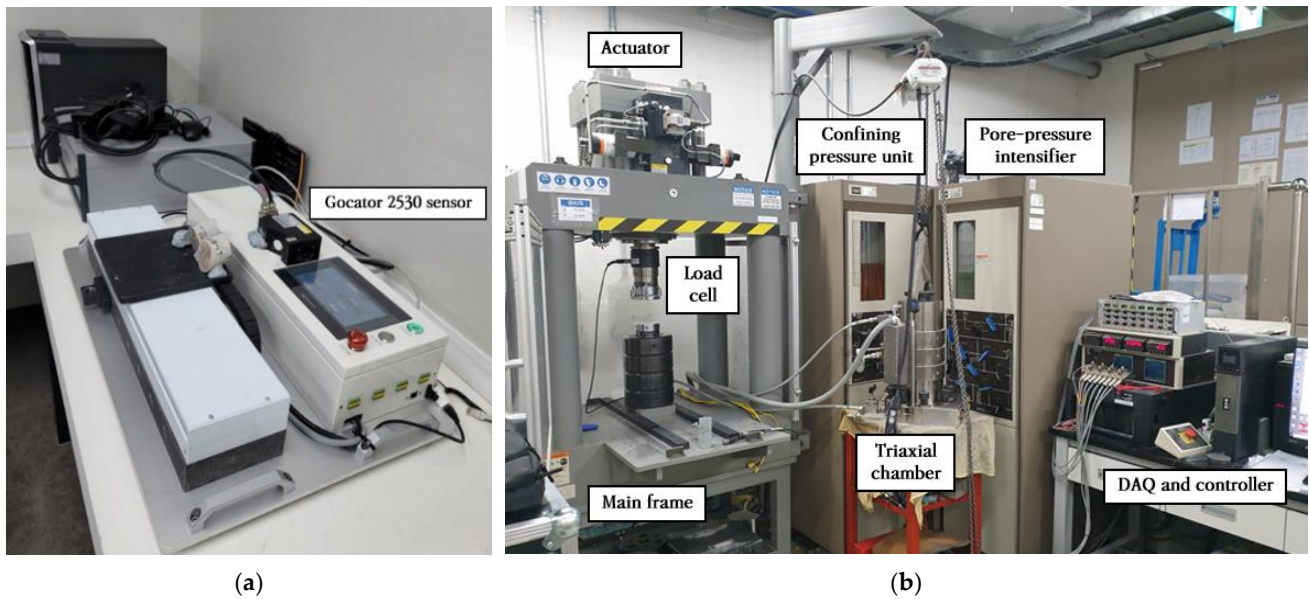 Gocator 2530 sensor
(a)
Actuator
Confining
pressure unit
Pore-pressure
intensifier
NOTICE
NOTICE
Load
cell
Triaxial
chamber
Main frame
DAQ and controller
(b)